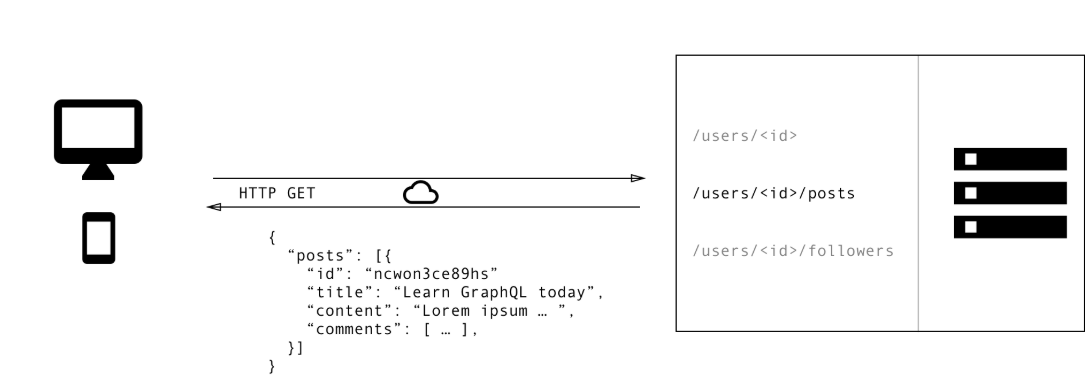 /users/<id>
HTTP GET
/users/<id>/posts
/users/<id>/followers
{
“posts”: [{
“id”: “ncwon3ce89hs”
“title”: “Learn GraphQL today”,
“content”: “Lorem ipsum … ”,
“comments”: [ … ],
}]
}